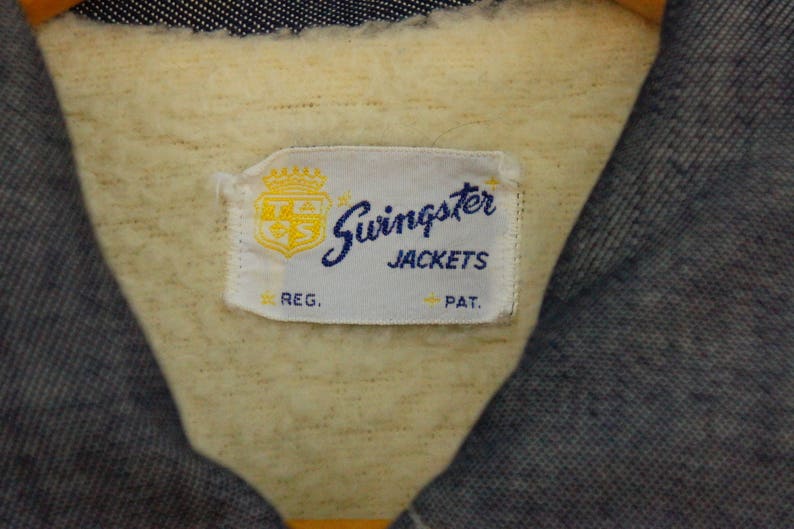 Swingster
JACKETS
REG. PAT.